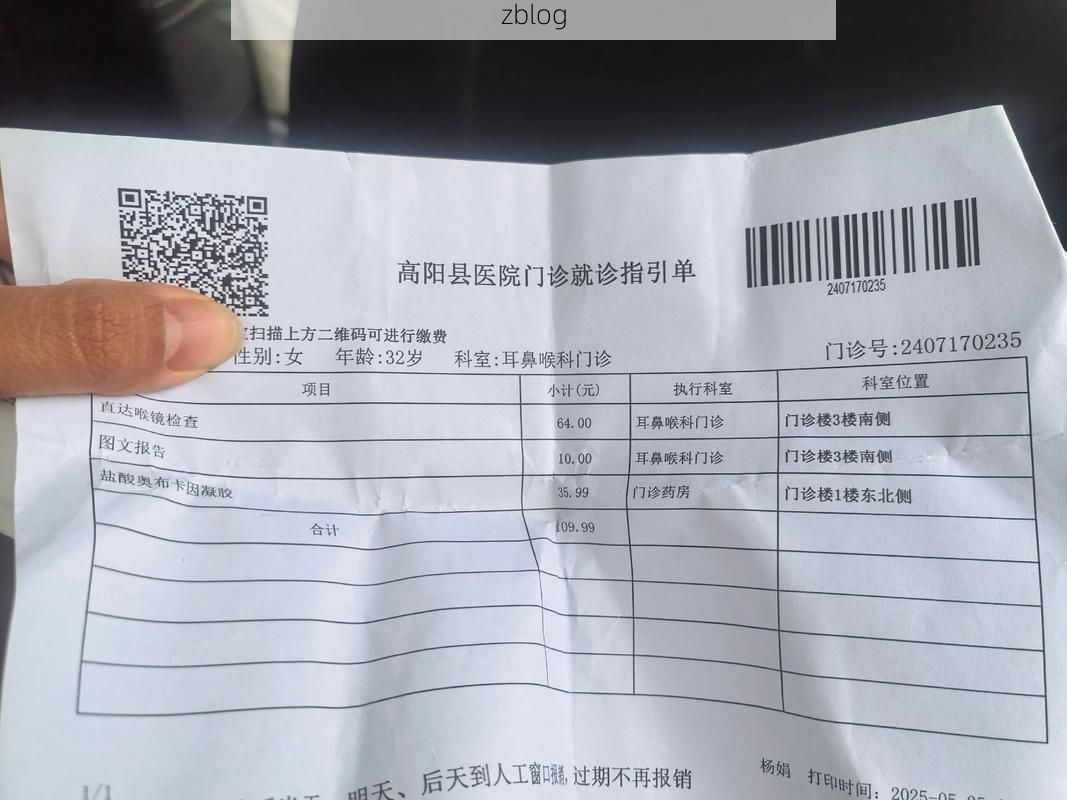 zblog
高阳县医院门诊就诊指引单
2407170235
扫描上方二维码可进行缴费
性别:女 年龄:32岁 科室:耳鼻喉科门诊 门诊号:2407170235
项目 小计(元) 执行科室 科室位置
直达喉镜检查 64.00 耳鼻喉科门诊 门诊楼3楼南侧
图文报告 10.00 耳鼻喉科门诊 门诊楼3楼南侧
盐酸奥布卡因凝胶 35.99 门诊药房 门诊楼1楼东北侧
合计 109.99
明天、后天到人工窗口报销,过期不再报销
杨娟 打印时间: 2025-05-
1/1